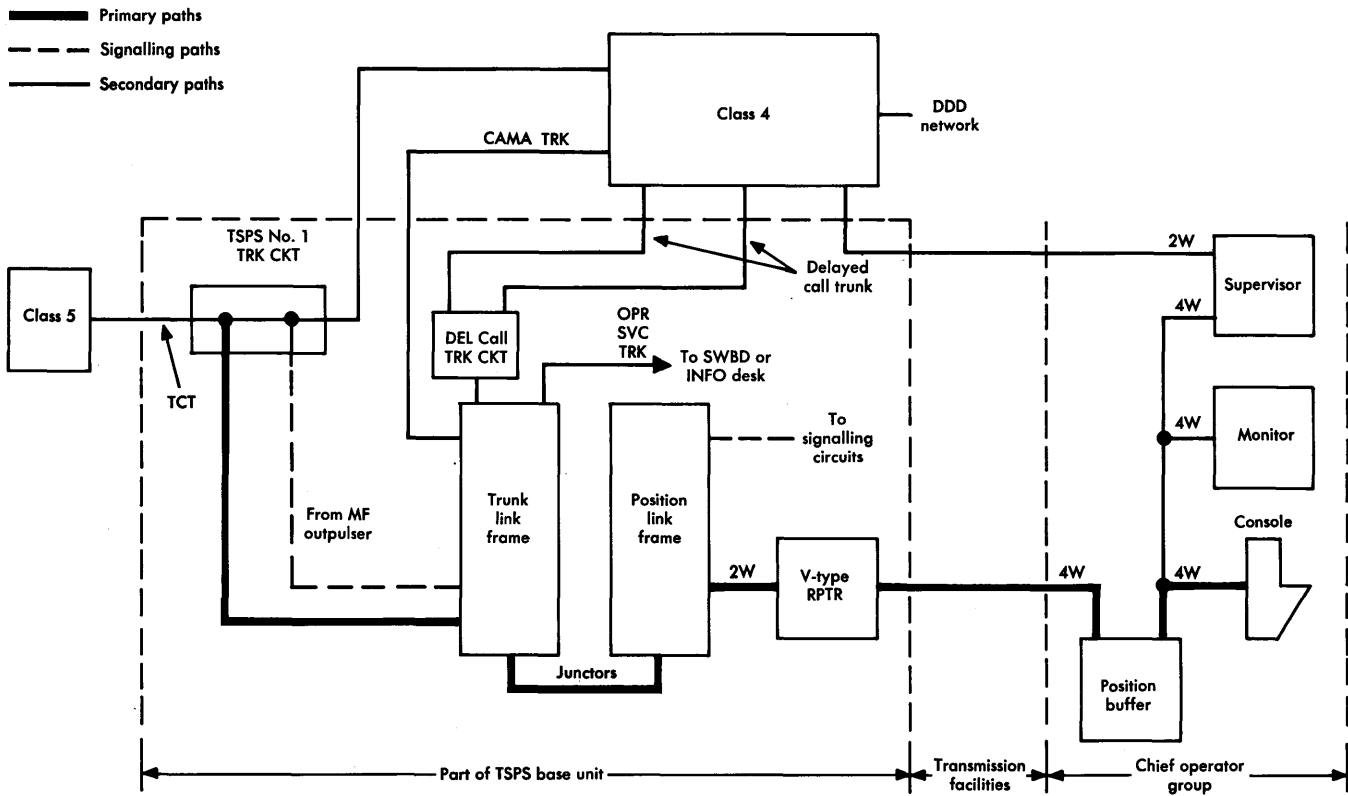 Primary paths
Signalling paths
Secondary paths
Class 4
DDD
network
CAMA TRK
TSPS No. 1
TRK CKT
Class 5
TCT
Delayed
call trunk
2W
Supervisor
4W
DEL Call
TRK CKT
OPR
SVC
TRK
To SWBD or
INFO desk
To
signalling
circuits
4W
Monitor
From MF
outpulser
Trunk
link
frame
Position
link
frame
Console
2W
V-type
RPTR
4W
4W
Junctors
Position
buffer
Part of TSPS base unit
Transmission
facilities
Chief operator
group